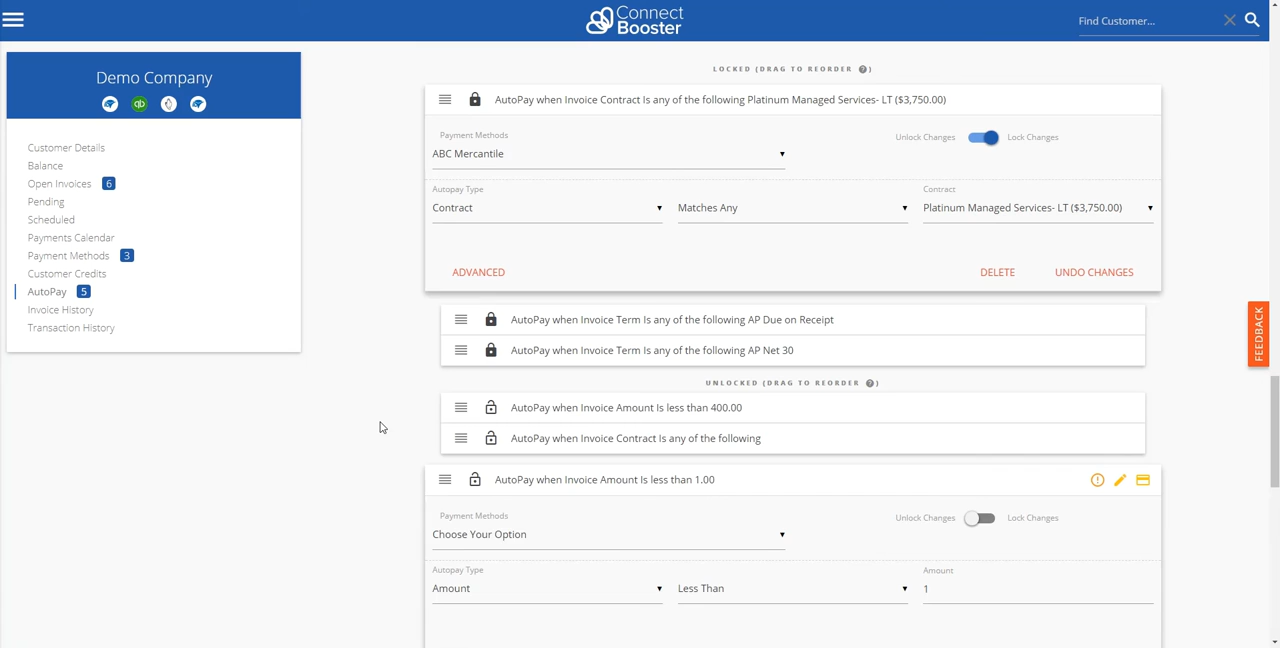 Connect
Booster
Find Customer...
Demo Company
qb
Customer Details
Balance
Open Invoices 6
Pending
Scheduled
Payments Calendar
Payment Methods 3
Customer Credits
AutoPay 5
Invoice History
Transaction History
LOCKED (DRAG TO REORDER ?)
AutoPay when Invoice Contract Is any of the following Platinum Managed Services- LT ($3,750.00)
Payment Methods
ABC Mercantile
Unlock Changes Lock Changes
Autopay Type
Contract
Matches Any
Contract
Platinum Managed Services- LT ($3,750.00)
ADVANCED
DELETE
UNDO CHANGES
AutoPay when Invoice Term Is any of the following AP Due on Receipt
AutoPay when Invoice Term Is any of the following AP Net 30
UNLOCKED (DRAG TO REORDER ?)
AutoPay when Invoice Amount Is less than 400.00
AutoPay when Invoice Contract Is any of the following
AutoPay when Invoice Amount Is less than 1.00
Payment Methods
Choose Your Option
Unlock Changes Lock Changes
Autopay Type
Amount
Less Than
Amount
1
FEEDBACK